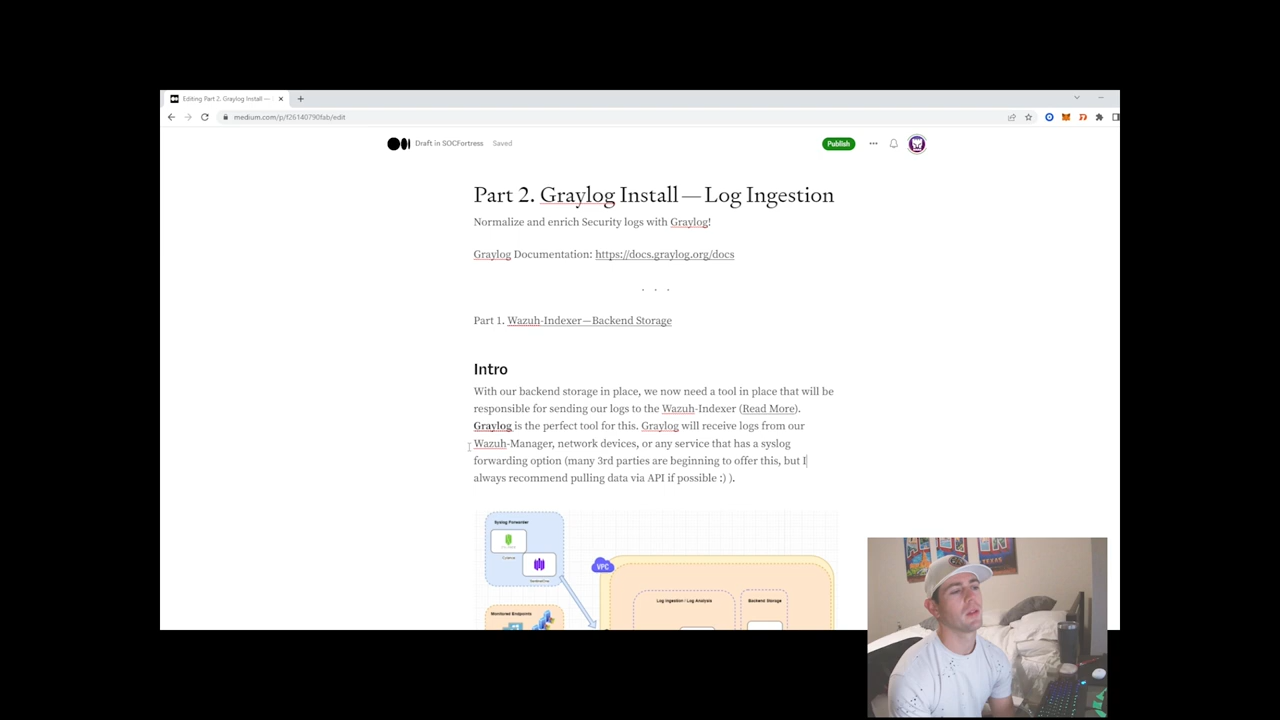 Editing Part 2. Graylog Install —
medium.com/p/f26140790fab/edit
Draft in SOCFortress Saved
Publish
Part 2. Graylog Install — Log Ingestion
Normalize and enrich Security logs with Graylog!
Graylog Documentation: https://docs.graylog.org/docs
. . .
Part 1. Wazuh-Indexer — Backend Storage
Intro
With our backend storage in place, we now need a tool in place that will be
responsible for sending our logs to the Wazuh-Indexer (Read More).
Graylog is the perfect tool for this. Graylog will receive logs from our
Wazuh-Manager, network devices, or any service that has a syslog
forwarding option (many 3rd parties are beginning to offer this, but I
always recommend pulling data via API if possible :) ).
Syslog Forwarder
VPC
Log Ingestion / Log Analysis
Backend Storage
Monitored Endpoints
TEXAS